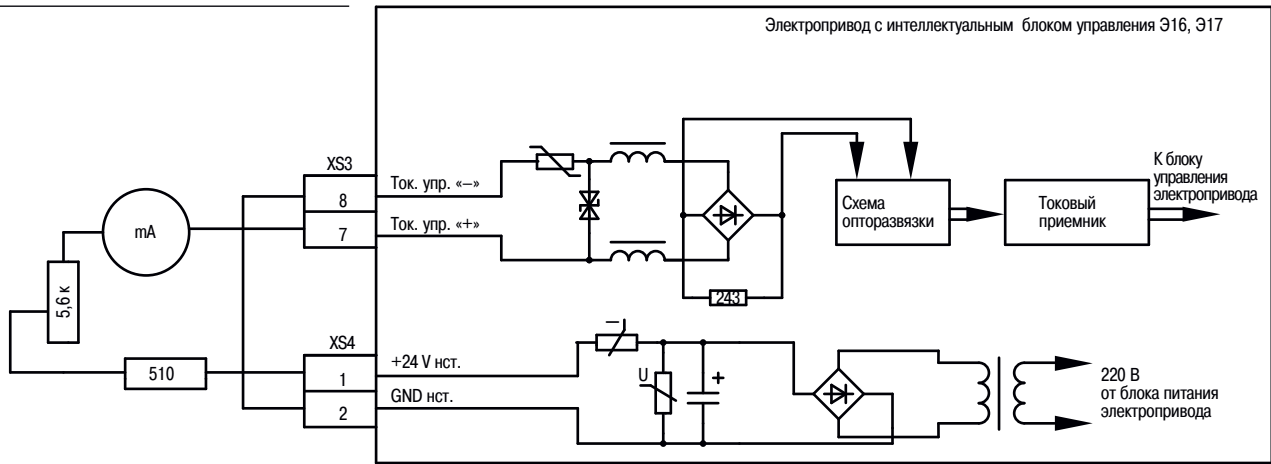 Электропривод с интеллектуальным блоком управления Э16, Э17
XS3
8
7
Ток. упр. «–»
Ток. упр. «+»
mA
5,6 к
510
XS4
1
2
+24 V нст.
GND нст.
243
U
–
+
Схема
опторазвязки
Токовый
приемник
К блоку
управления
электропривода
220 В
от блока питания
электропривода